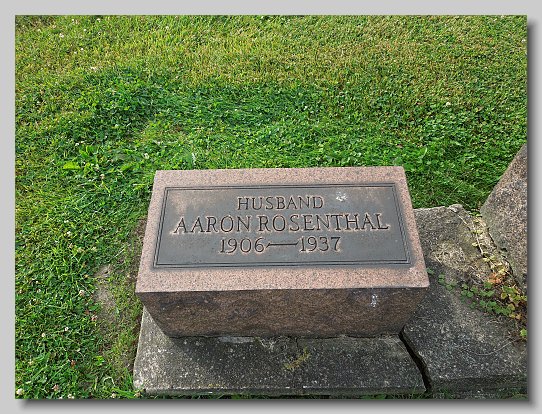 HUSBAND
AARON ROSENTHAL
1906—1937